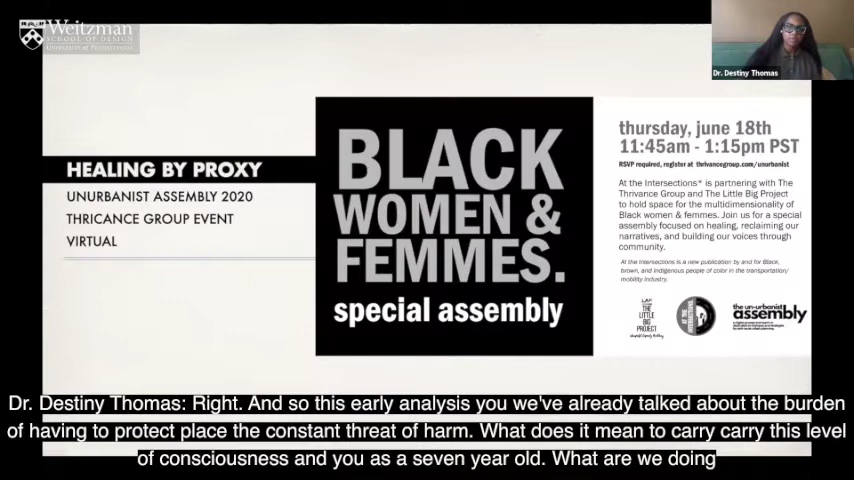 Weitzman
SCHOOL OF DESIGN
UNIVERSITY of PENNSYLVANIA
Dr. Destiny Thomas
HEALING BY PROXY
UNURBANIST ASSEMBLY 2020
THRICANCE GROUP EVENT
VIRTUAL
BLACK
WOMEN &
FEMMES.
special assembly
thursday, june 18th
11:45am - 1:15pm PST
RSVP required, register at thrivancegroup.com/unurbanist
At the Intersections* is partnering with The
Thrivance Group and The Little Big Project
to hold space for the multidimensionality of
Black women & femmes. Join us for a special
assembly focused on healing, reclaiming our
narratives, and building our voices through
community.
At the Intersections is a new publication by and for Black,
brown, and indigenous people of color in the transportation/
mobility industry.
THE
LITTLE
BIG
PROJECT
the un-urbanist
assembly
Dr. Destiny Thomas: Right. And so this early analysis you we've already talked about the burden
of having to protect place the constant threat of harm. What does it mean to carry carry this level
of consciousness and you as a seven year old. What are we doing